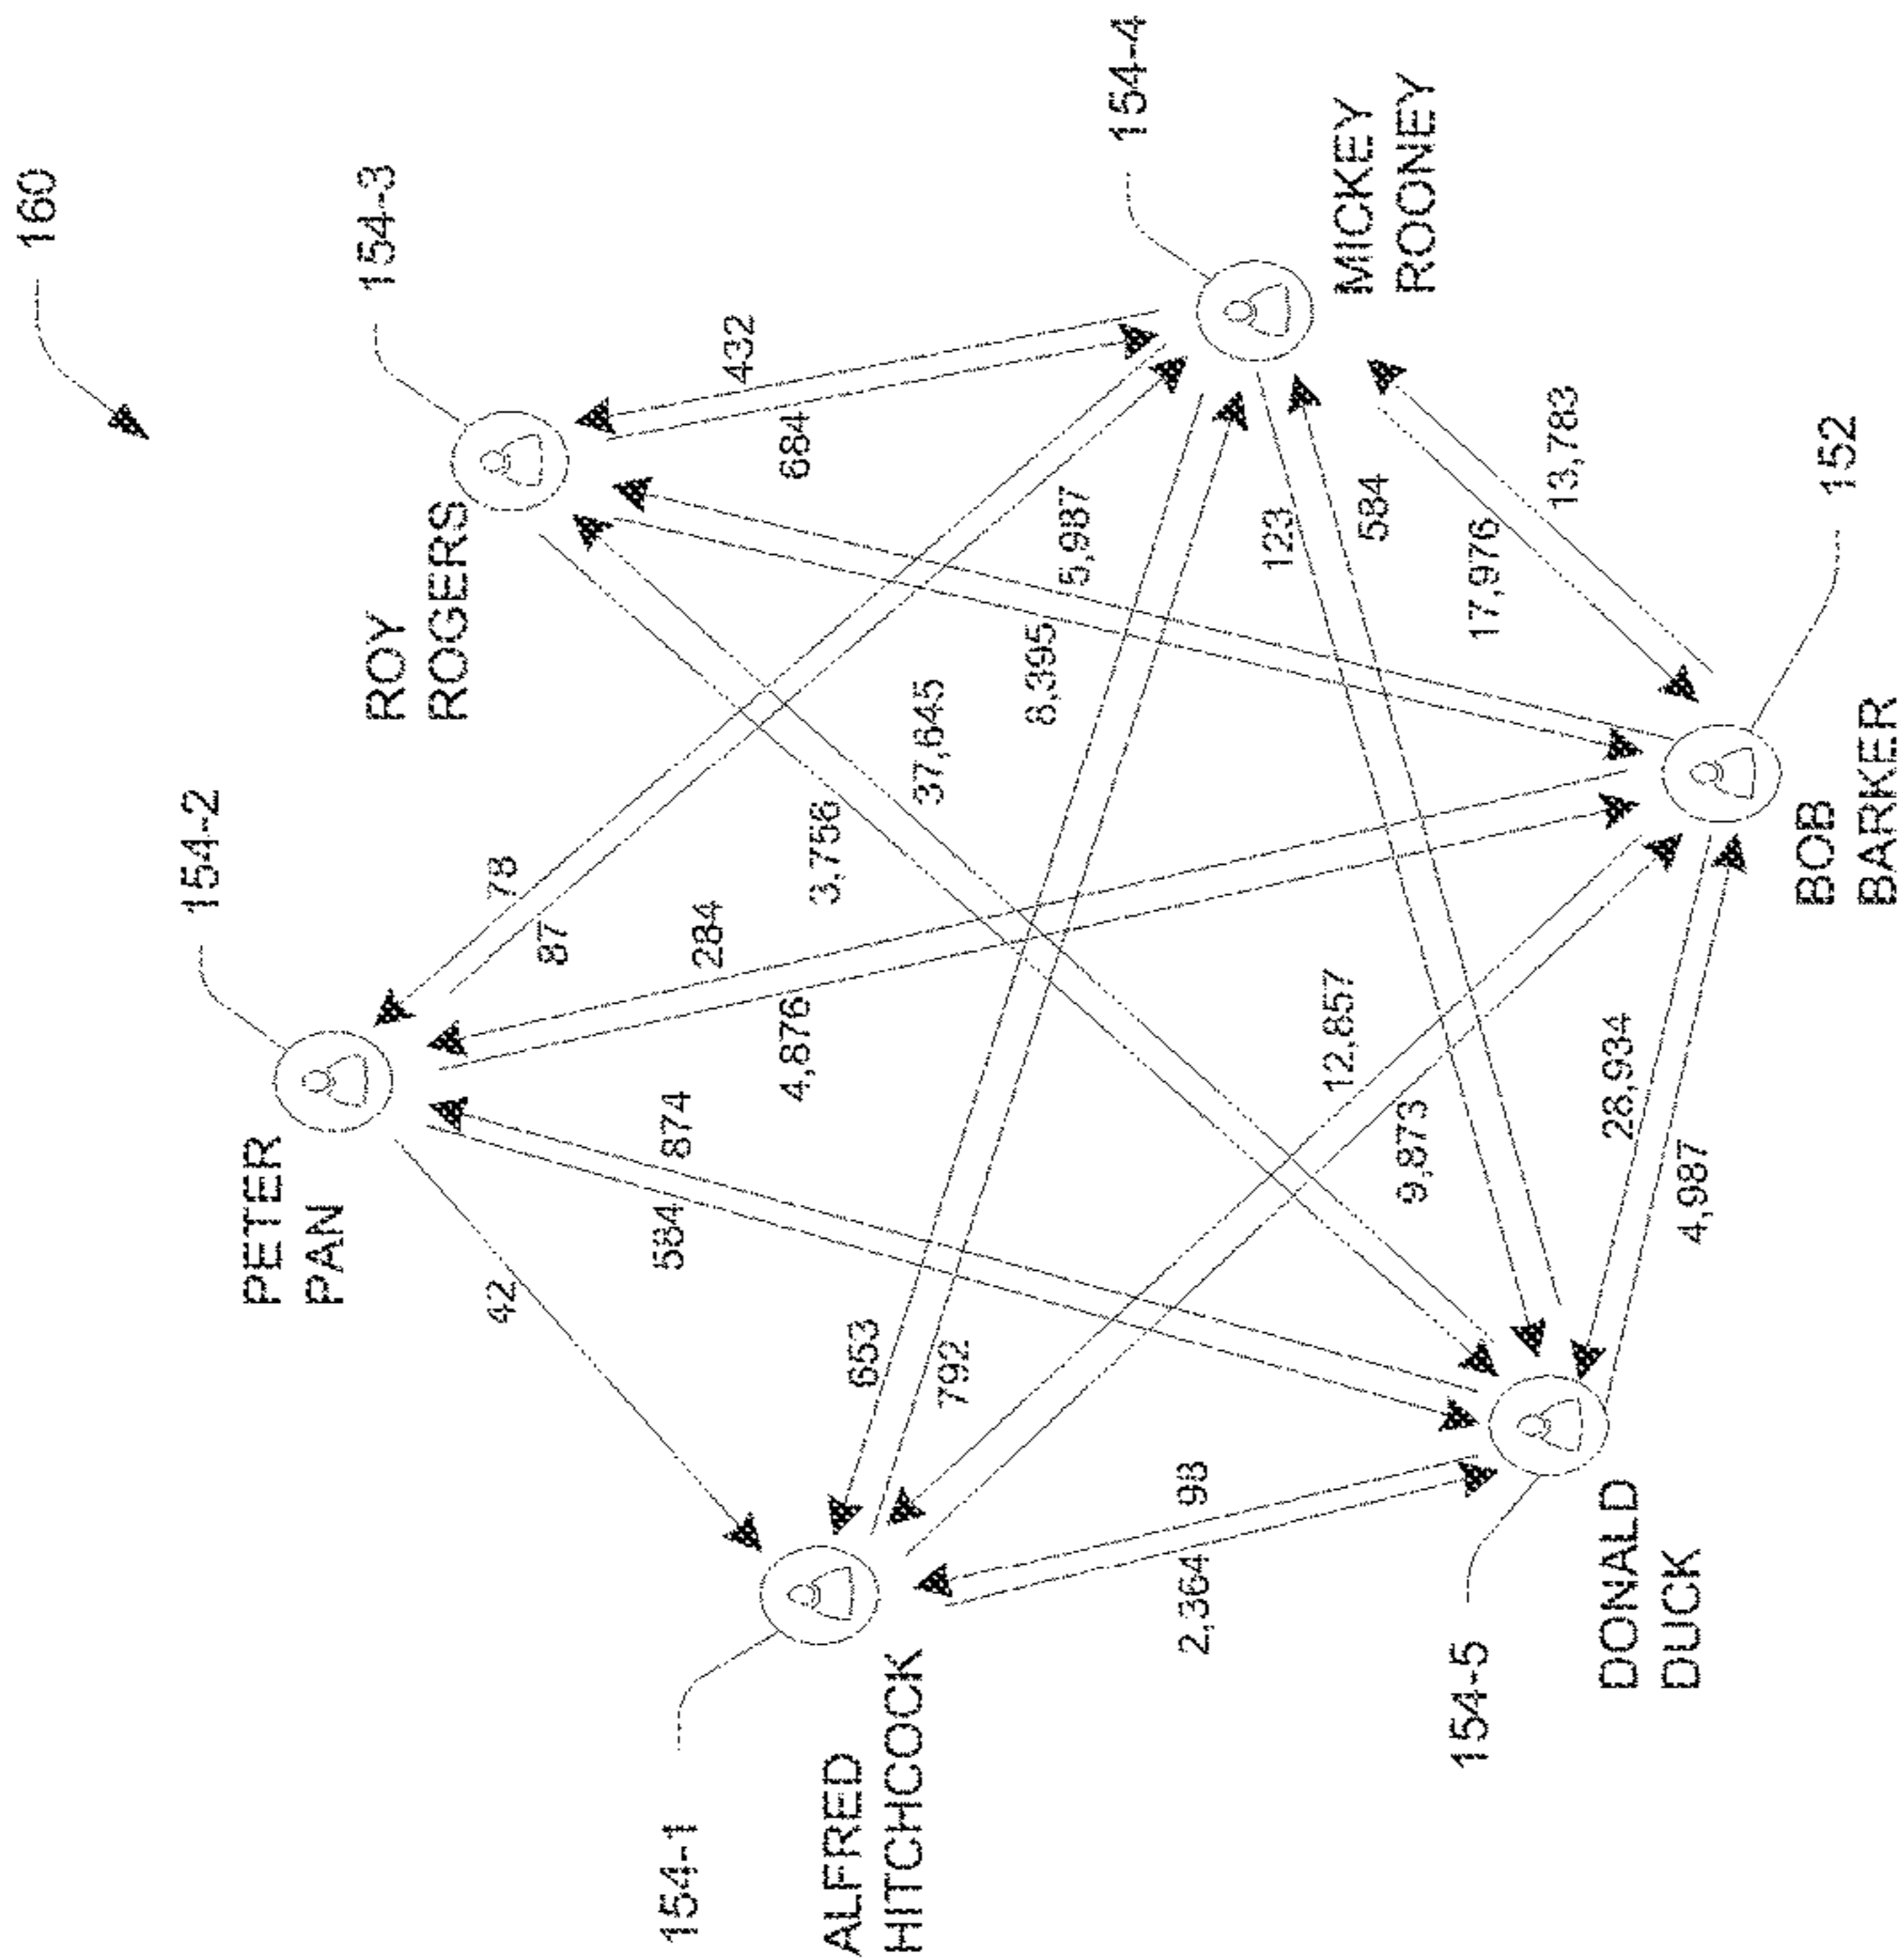 160
154-2
PETER
PAN
154-3
ROY
ROGERS
42
78
87
584
874
154-1
284
432
684
4,876
3,756
ALFRED
HITCHCOCK
653
37,645
792
8,395
5,987
154-4
2,364
98
123
12,857
MICKEY
ROONEY
584
9,873
154-5
17,976
13,783
28,934
DONALD
DUCK
4,987
BOB
BARKER
152